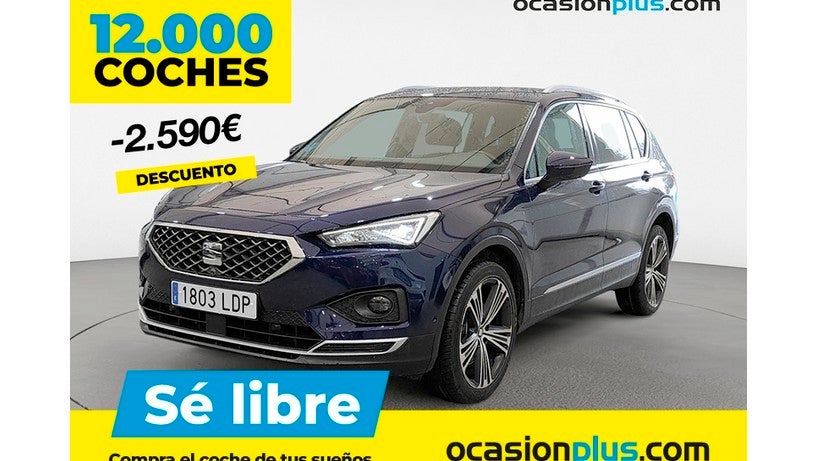 ocasionplus.com
12.000
COCHES
-2.590€
DESCUENTO
1803 LDP
Sé libre
Compra el coche de tus sueños
ocasionplus.com